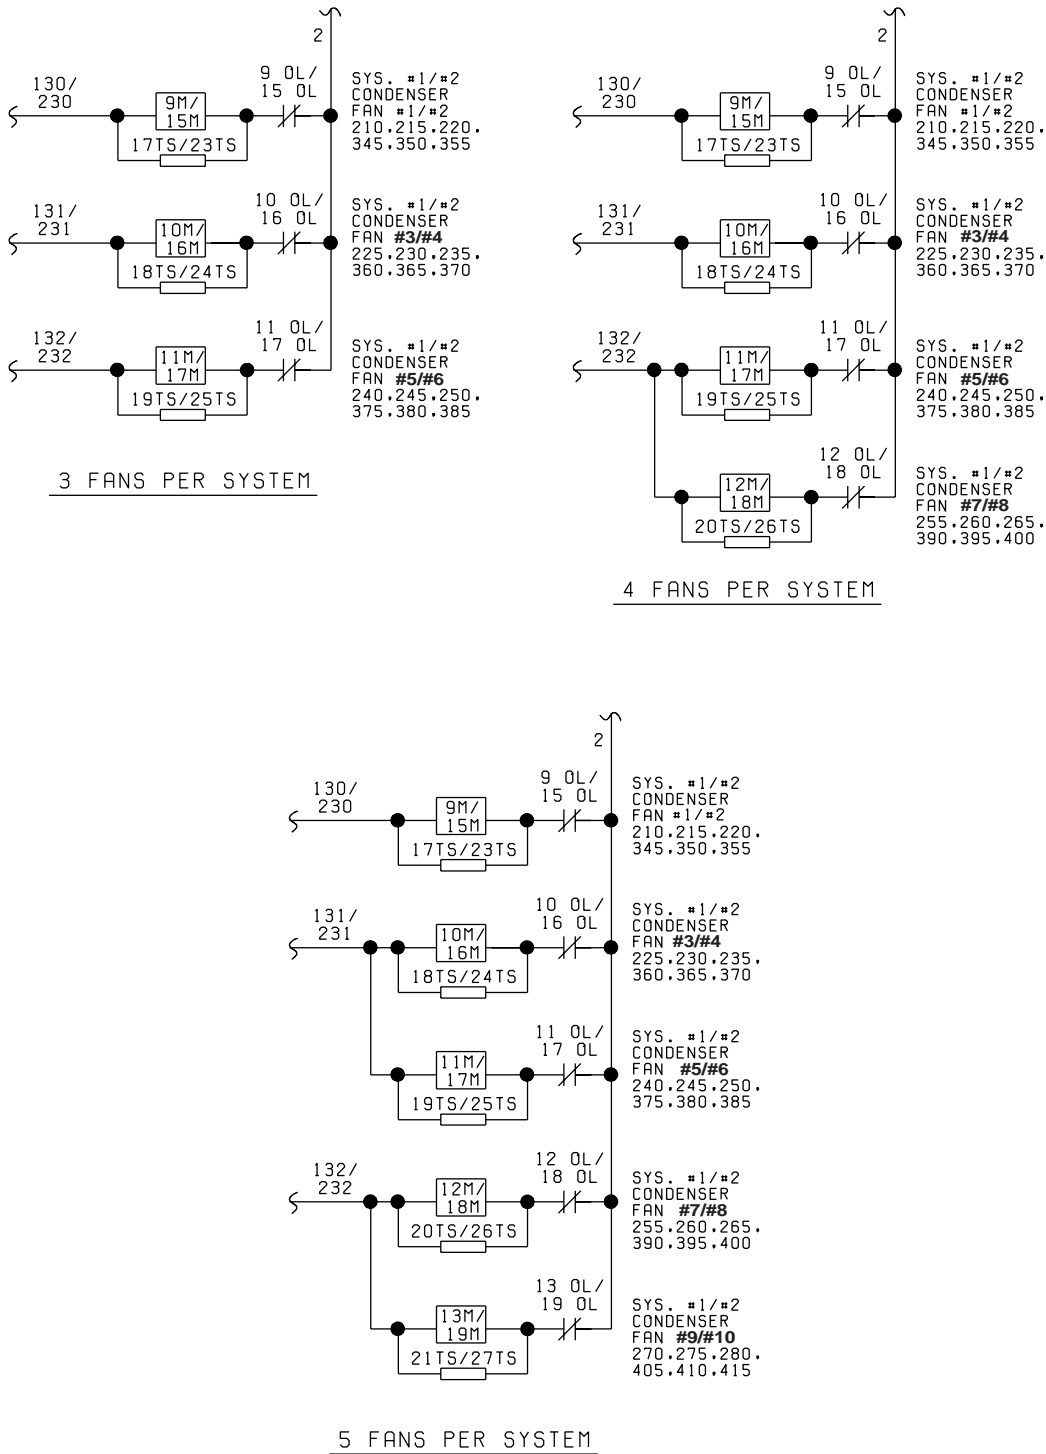 2
130/
230
9M/
15M
17TS/23TS
9 OL/
15 OL
SYS. #1/#2
CONDENSER
FAN #1/#2
210,215,220,
345,350,355
131/
231
10M/
16M
18TS/24TS
10 OL/
16 OL
SYS. #1/#2
CONDENSER
FAN #3/#4
225,230,235,
360,365,370
132/
232
11M/
17M
19TS/25TS
11 OL/
17 OL
SYS. #1/#2
CONDENSER
FAN #5/#6
240,245,250,
375,380,385
3 FANS PER SYSTEM
2
130/
230
9M/
15M
17TS/23TS
9 OL/
15 OL
SYS. #1/#2
CONDENSER
FAN #1/#2
210,215,220,
345,350,355
131/
231
10M/
16M
18TS/24TS
10 OL/
16 OL
SYS. #1/#2
CONDENSER
FAN #3/#4
225,230,235,
360,365,370
132/
232
11M/
17M
19TS/25TS
11 OL/
17 OL
SYS. #1/#2
CONDENSER
FAN #5/#6
240,245,250,
375,380,385
12M/
18M
20TS/26TS
12 OL/
18 OL
SYS. #1/#2
CONDENSER
FAN #7/#8
255,260,265,
390,395,400
4 FANS PER SYSTEM
2
130/
230
9M/
15M
17TS/23TS
9 OL/
15 OL
SYS. #1/#2
CONDENSER
FAN #1/#2
210,215,220,
345,350,355
131/
231
10M/
16M
18TS/24TS
10 OL/
16 OL
SYS. #1/#2
CONDENSER
FAN #3/#4
225,230,235,
360,365,370
11M/
17M
19TS/25TS
11 OL/
17 OL
SYS. #1/#2
CONDENSER
FAN #5/#6
240,245,250,
375,380,385
132/
232
12M/
18M
20TS/26TS
12 OL/
18 OL
SYS. #1/#2
CONDENSER
FAN #7/#8
255,260,265,
390,395,400
13M/
19M
21TS/27TS
13 OL/
19 OL
SYS. #1/#2
CONDENSER
FAN #9/#10
270,275,280,
405,410,415
5 FANS PER SYSTEM